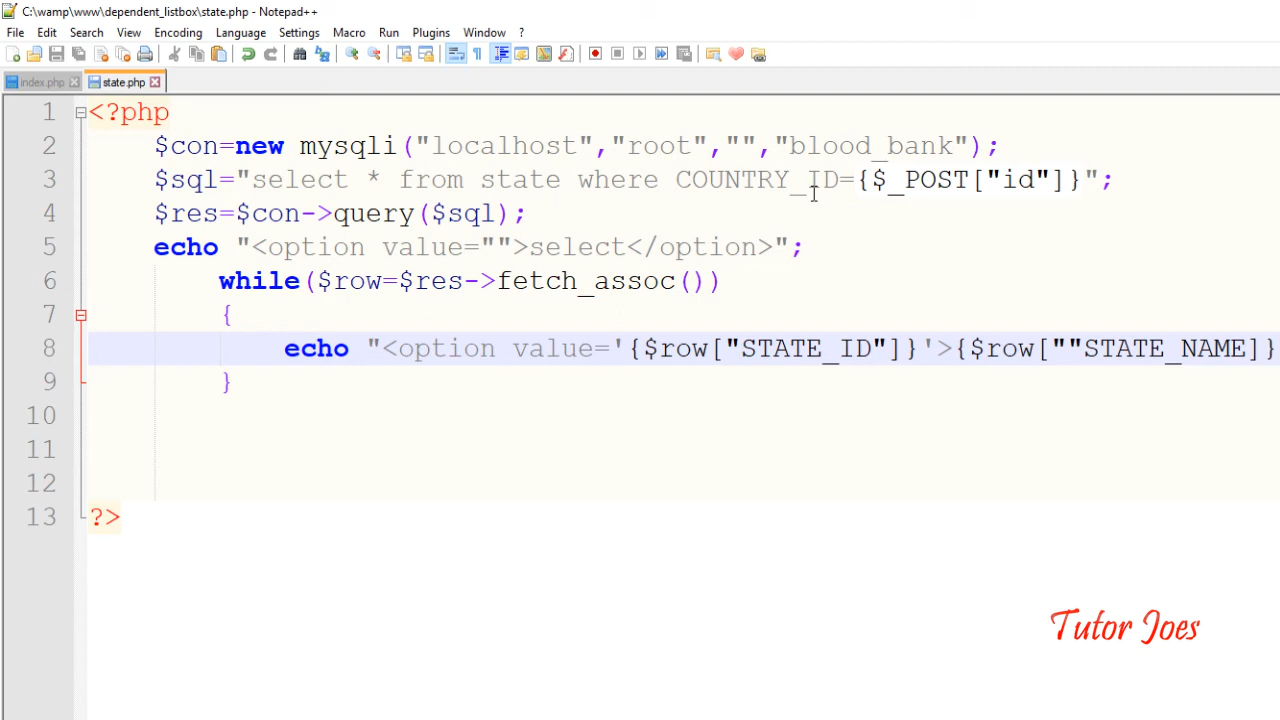 C:\wamp\www\dependent_listbox\state.php - Notepad++
File Edit Search View Encoding Language Settings Macro Run Plugins Window ?
index.php state.php
1 <?php
2 $con=new mysqli("localhost","root","","blood_bank");
3 $sql="select * from state where COUNTRY_ID={$_POST["id"]}";
4 $res=$con->query($sql);
5 echo "<option value="">select</option>";
6 while($row=$res->fetch_assoc())
7 {
8 echo "<option value='{$row["STATE_ID"]}'>{$row[""STATE_NAME]}
9 }
10
11
12
13 ?>
Tutor Joes